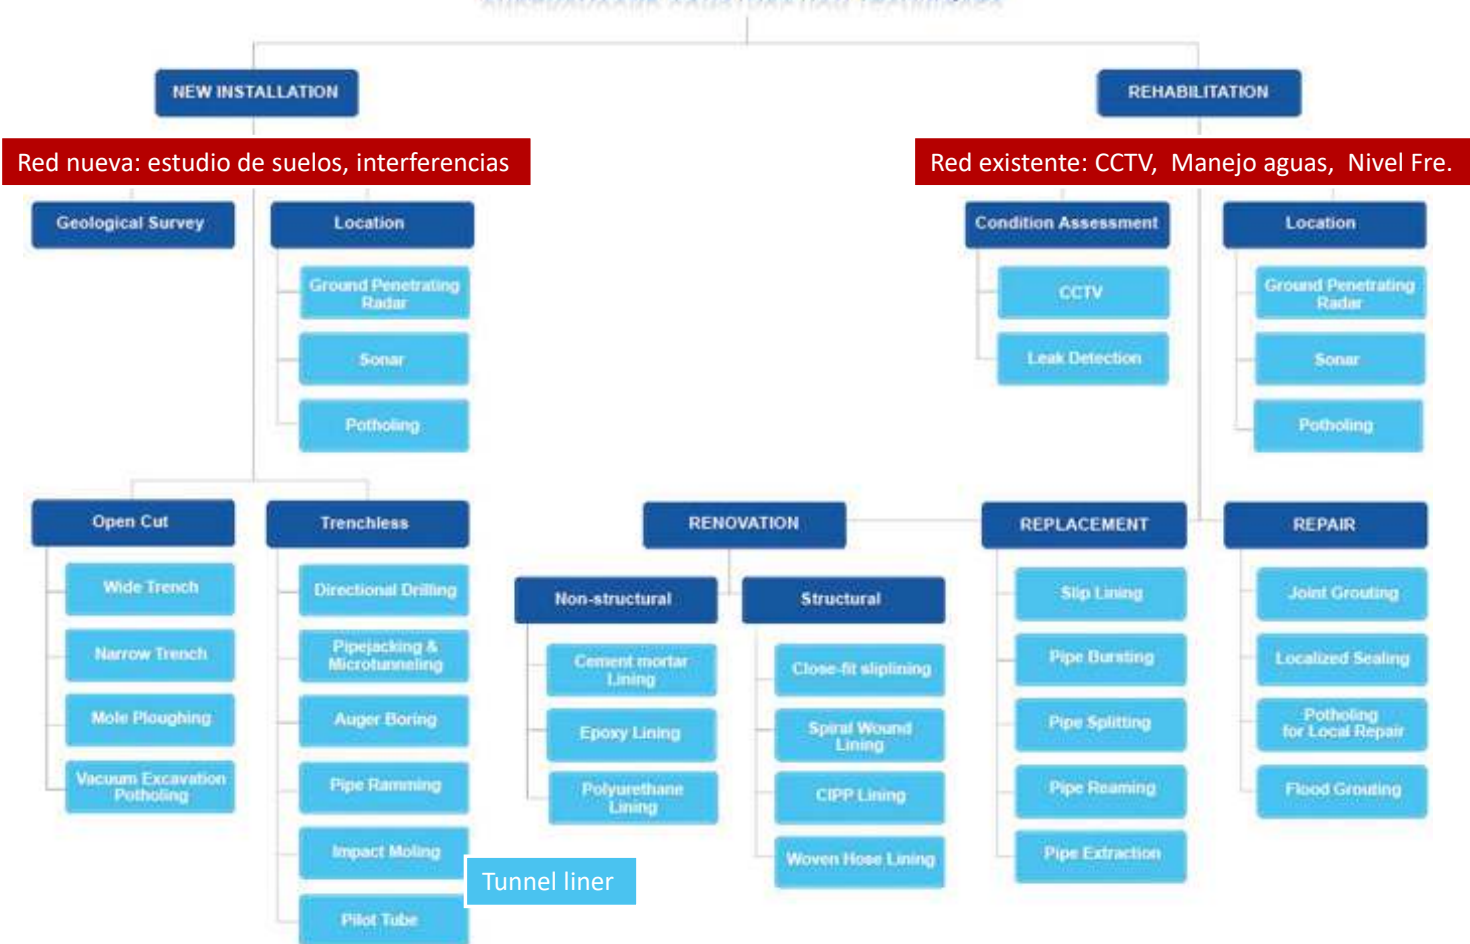 NEW INSTALLATION
REHABILITATION
Red nueva: estudio de suelos, interferencias
Red existente: CCTV, Manejo aguas, Nivel Fre.
Geological Survey
Location
Condition Assessment
Location
Ground Penetrating
Radar
Sonar
Potholing
CCTV
Leak Detection
Ground Penetrating
Radar
Sonar
Potholing
Open Cut
Trenchless
RENOVATION
REPLACEMENT
REPAIR
Wide Trench
Narrow Trench
Mole Ploughing
Vacuum Excavation
Potholing
Directional Drilling
Pipejacking &
Microtunneling
Auger Boring
Pipe Ramming
Impact Moling
Pilot Tube
Tunnel liner
Non-structural
Structural
Cement mortar
Lining
Epoxy Lining
Polyurethane
Lining
Close-fit sliplining
Spiral Wound
Lining
CIPP Lining
Woven Hose Lining
Slip Lining
Pipe Bursting
Pipe Splitting
Pipe Reaming
Pipe Extraction
Joint Grouting
Localized Sealing
Potholing
for Local Repair
Flood Grouting